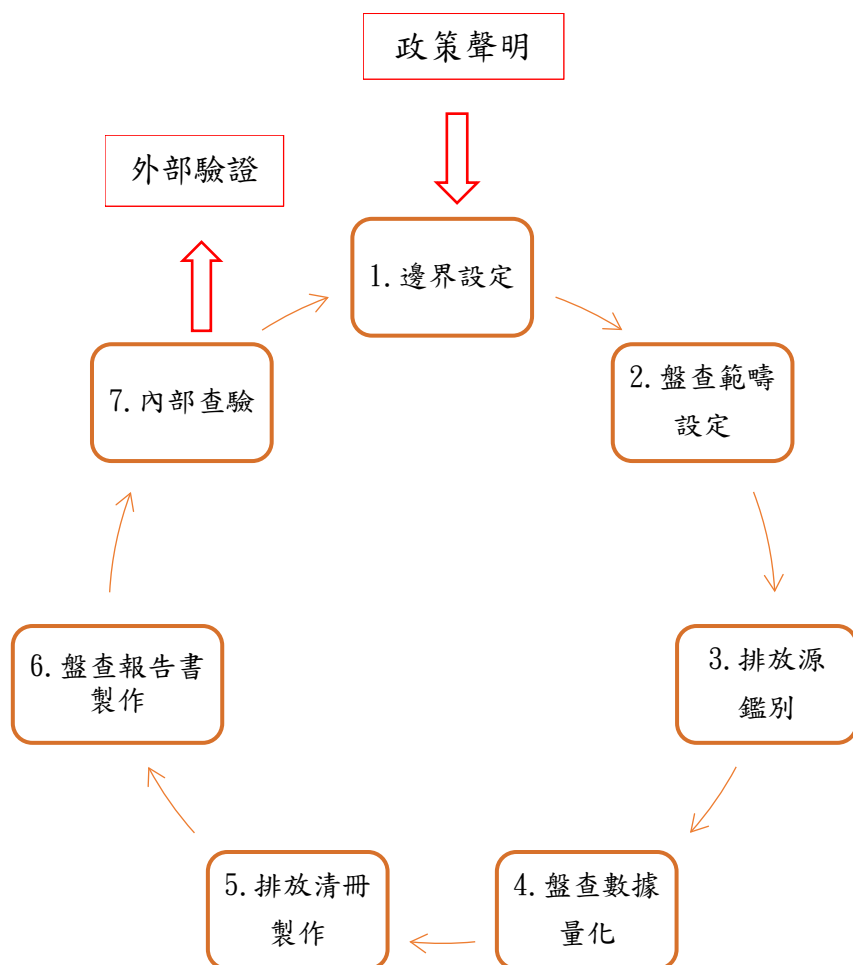 政策聲明
外部驗證
1.邊界設定
2.盤查範疇
設定
3.排放源
鑑別
4.盤查數據
量化
5.排放清冊
製作
6.盤查報告書
製作
7.內部查驗